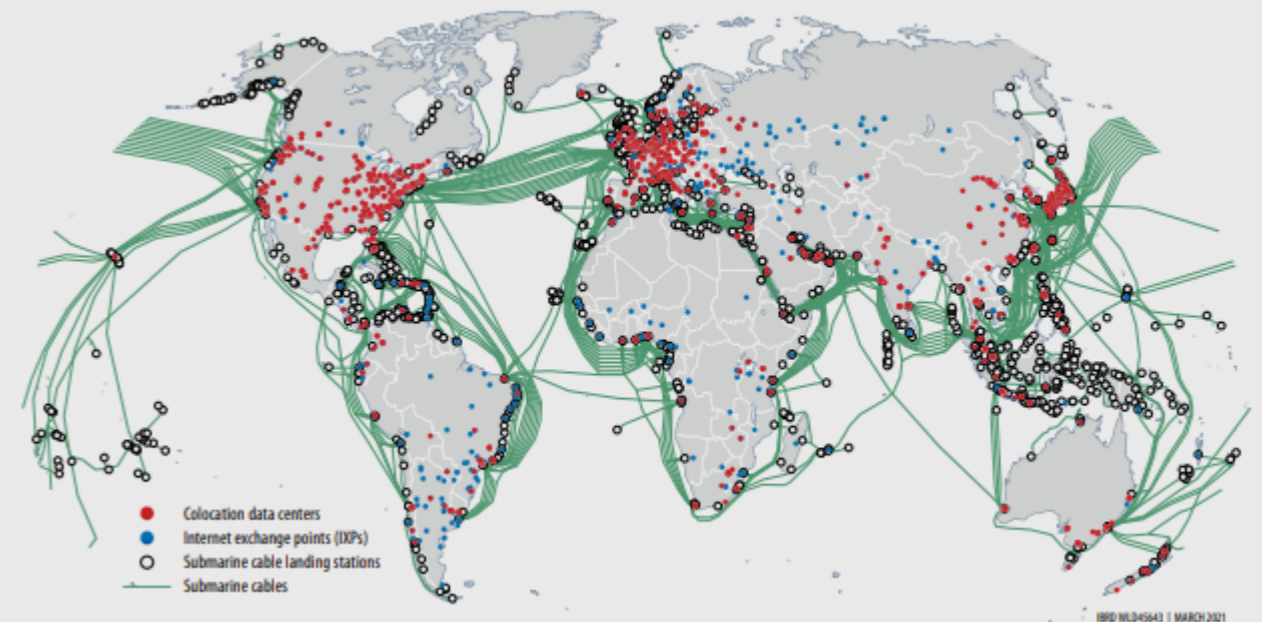 Colocation data centers
Internet exchange points (IXPs)
Submarine cable landing stations
Submarine cables
IBRD WLD45643 | MARCH 2021